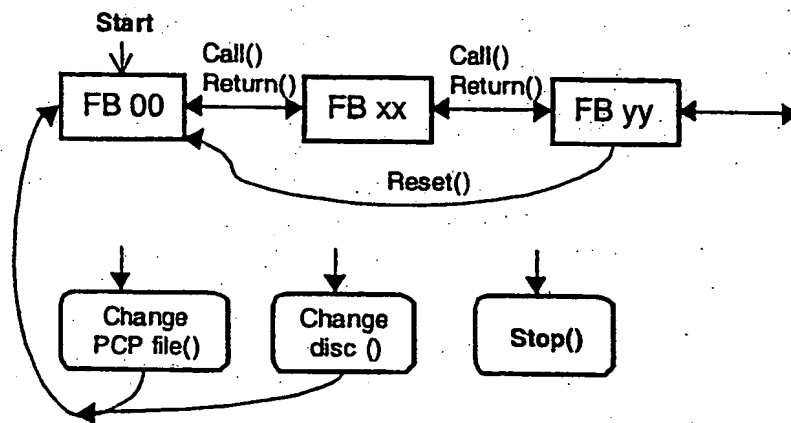 Start
Call()
Return()
Call()
Return()
FB 00
FB xx
FB yy
Reset()
Change
PCP file()
Change
disc ()
Stop()